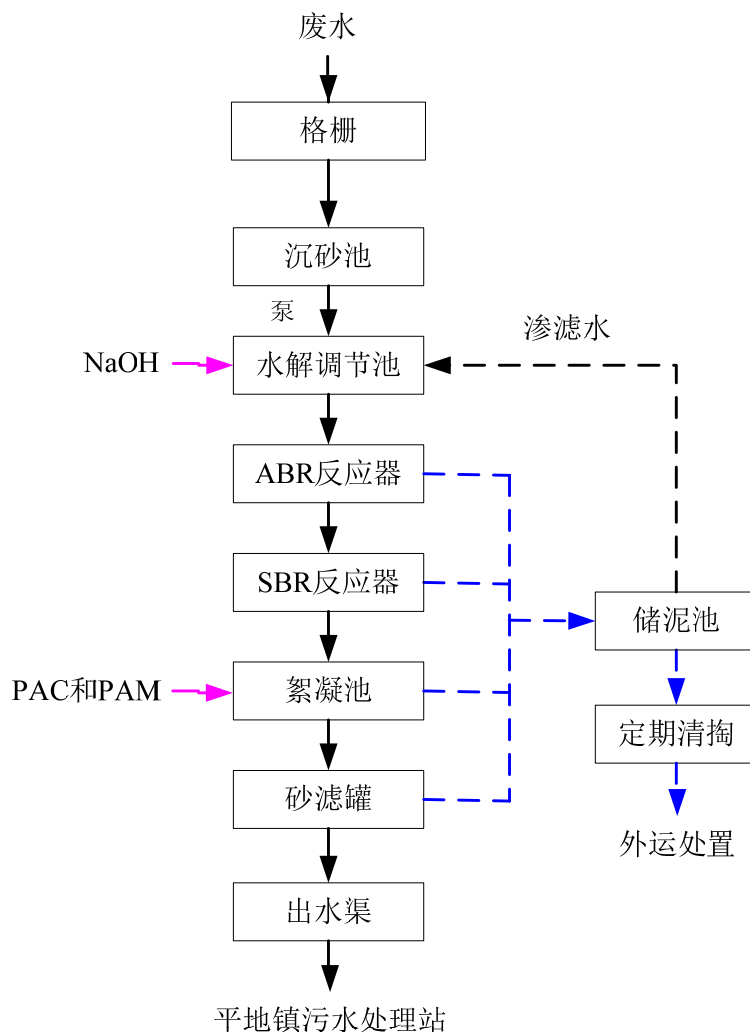 废水
格栅
沉砂池
泵
渗滤水
NaOH
水解调节池
ABR反应器
SBR反应器
储泥池
PAC和PAM
絮凝池
定期清掏
砂滤罐
外运处置
出水渠
平地镇污水处理站